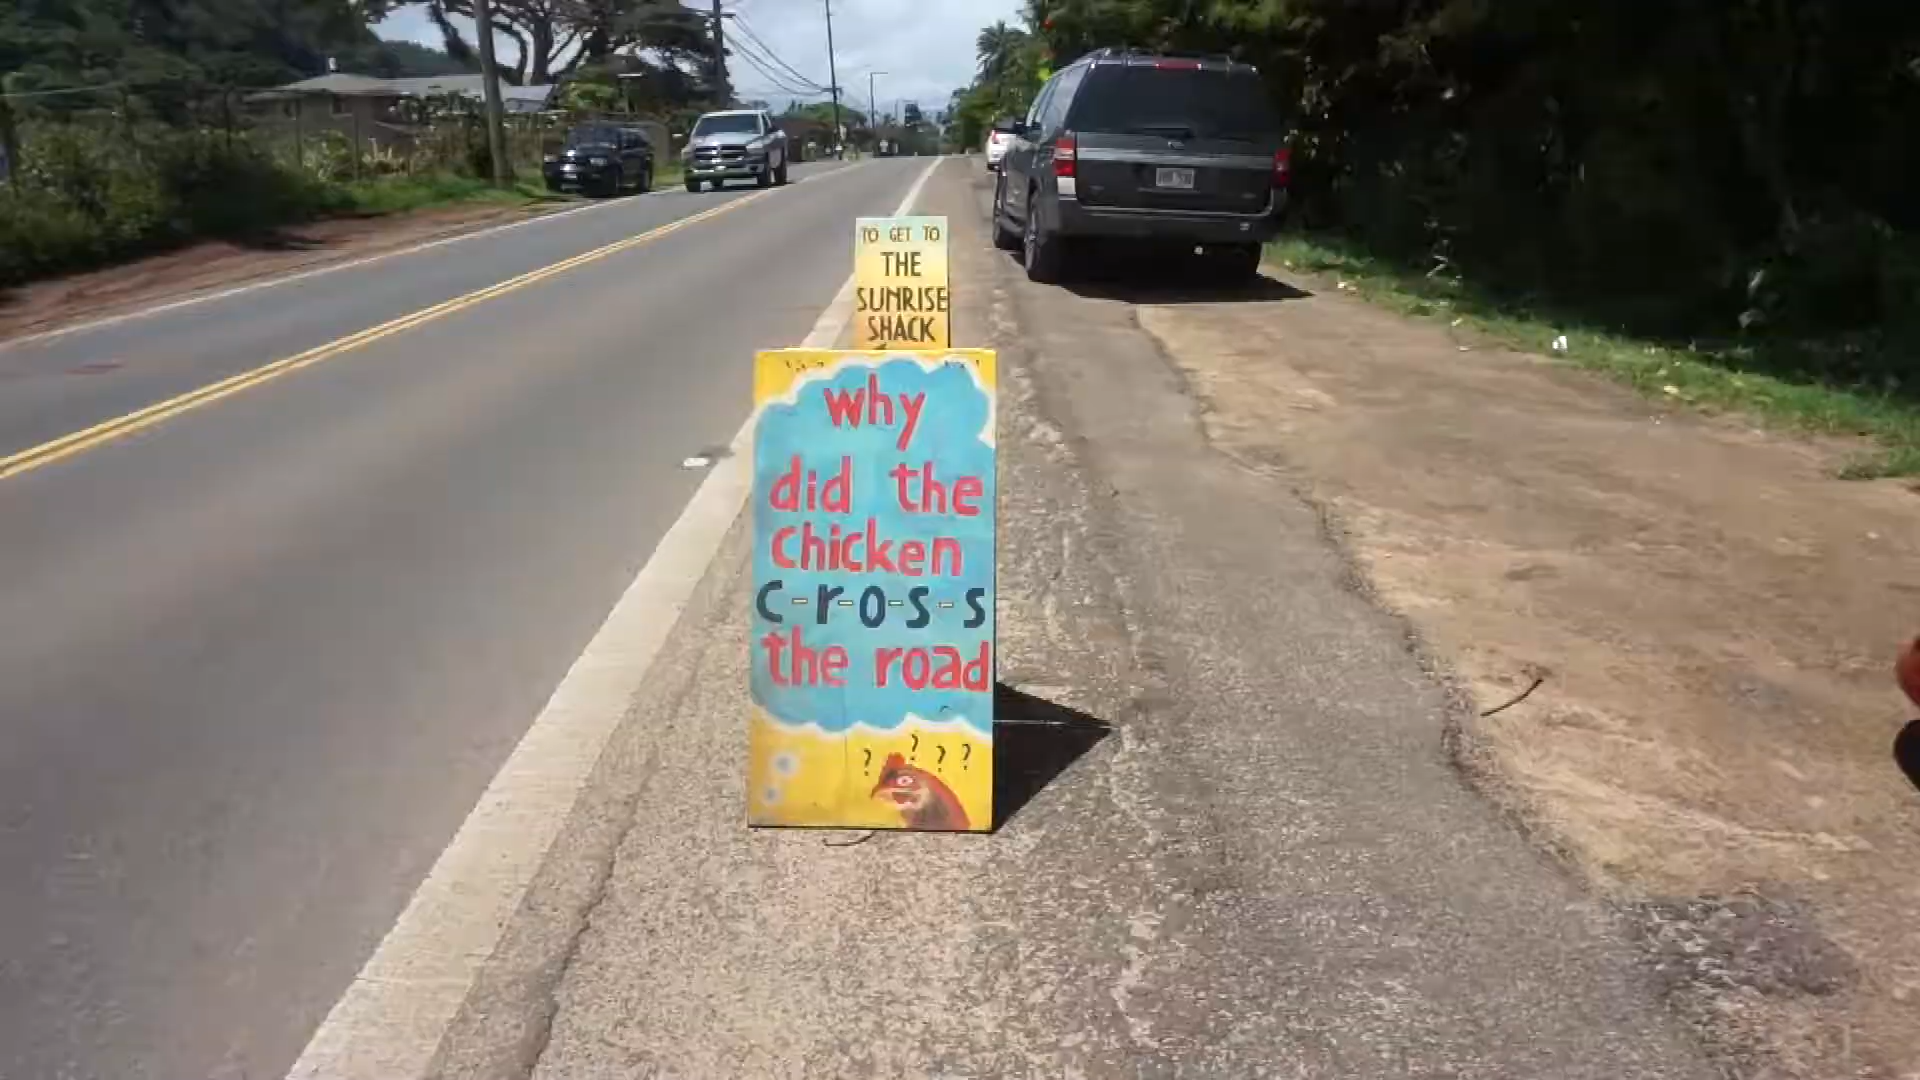 why
did the
chicken
c-r-o-s-s
the road
? ? ? ?
TO GET TO
THE
SUNRISE
SHACK